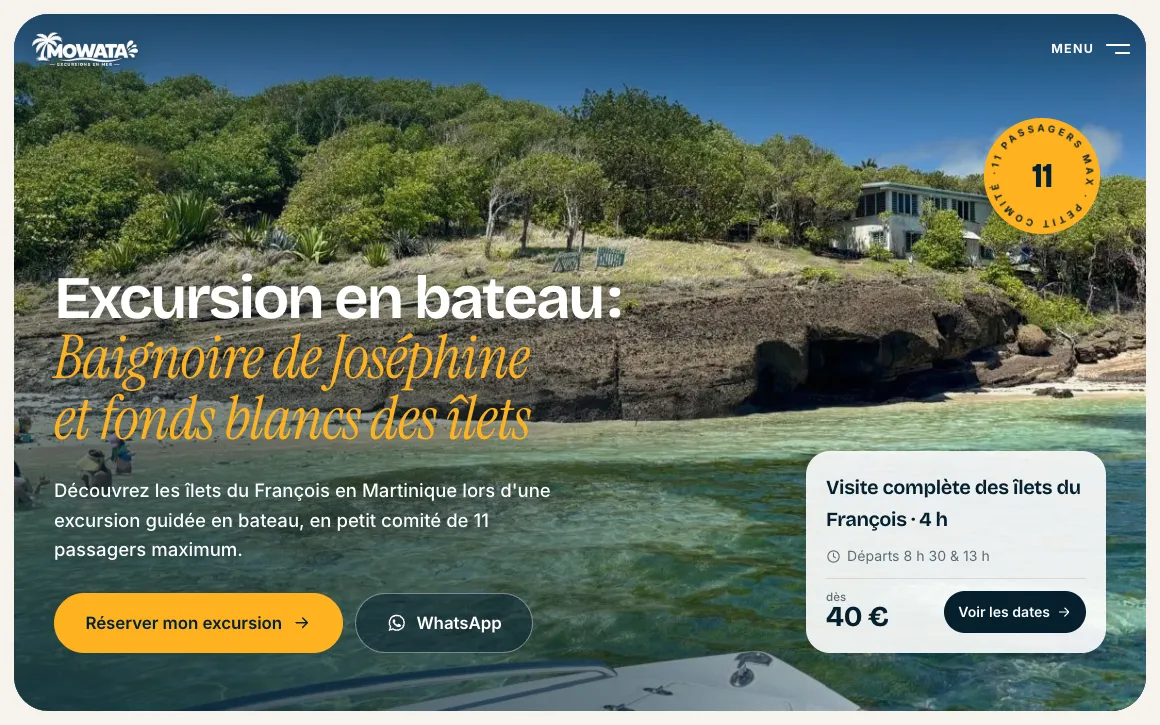 MOWATA
EXCURSIONS EN MER
MENU
11 PASSAGERS MAX · PETIT COMITÉ ·
11
Excursion en bateau:
Baignoire de Joséphine
et fonds blancs des îlets
Découvrez les îlets du François en Martinique lors d'une
excursion guidée en bateau, en petit comité de 11
passagers maximum.
Réserver mon excursion →
WhatsApp
Visite complète des îlets du
François · 4 h
Départs 8 h 30 & 13 h
dès
40 €
Voir les dates →